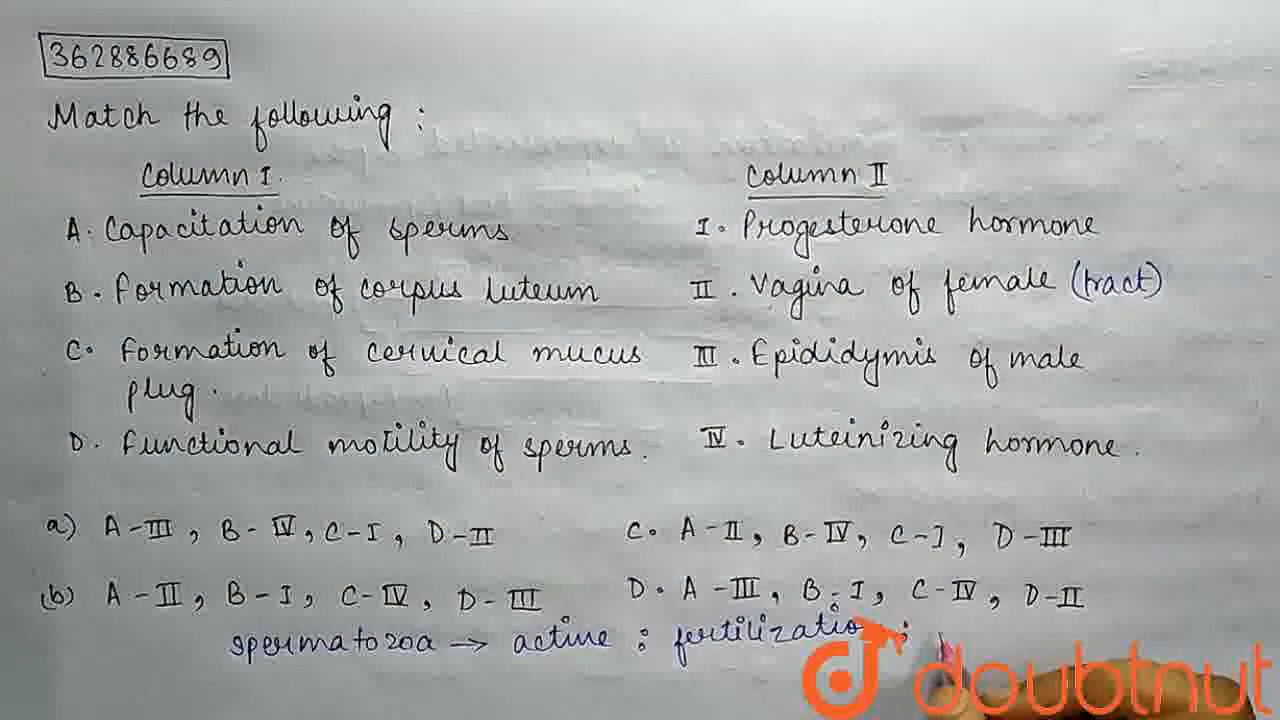 362886689
Match the following :
Column I.
Column II
A. Capacitation of sperms
I. Progesterone hormone
B. Formation of corpus luteum
II. Vagina of female (tract)
C. Formation of cervical mucus
plug.
III. Epididymis of male
D. Functional motility of sperms.
IV. Luteinizing hormone.
a) A-III, B-IV, C-I, D-II
C. A-II, B-IV, C-I, D-III
(b) A-II, B-I, C-IV, D-III
D. A-III, B-I, C-IV, D-II
spermatozoa → active : fertilization :
doubtnut